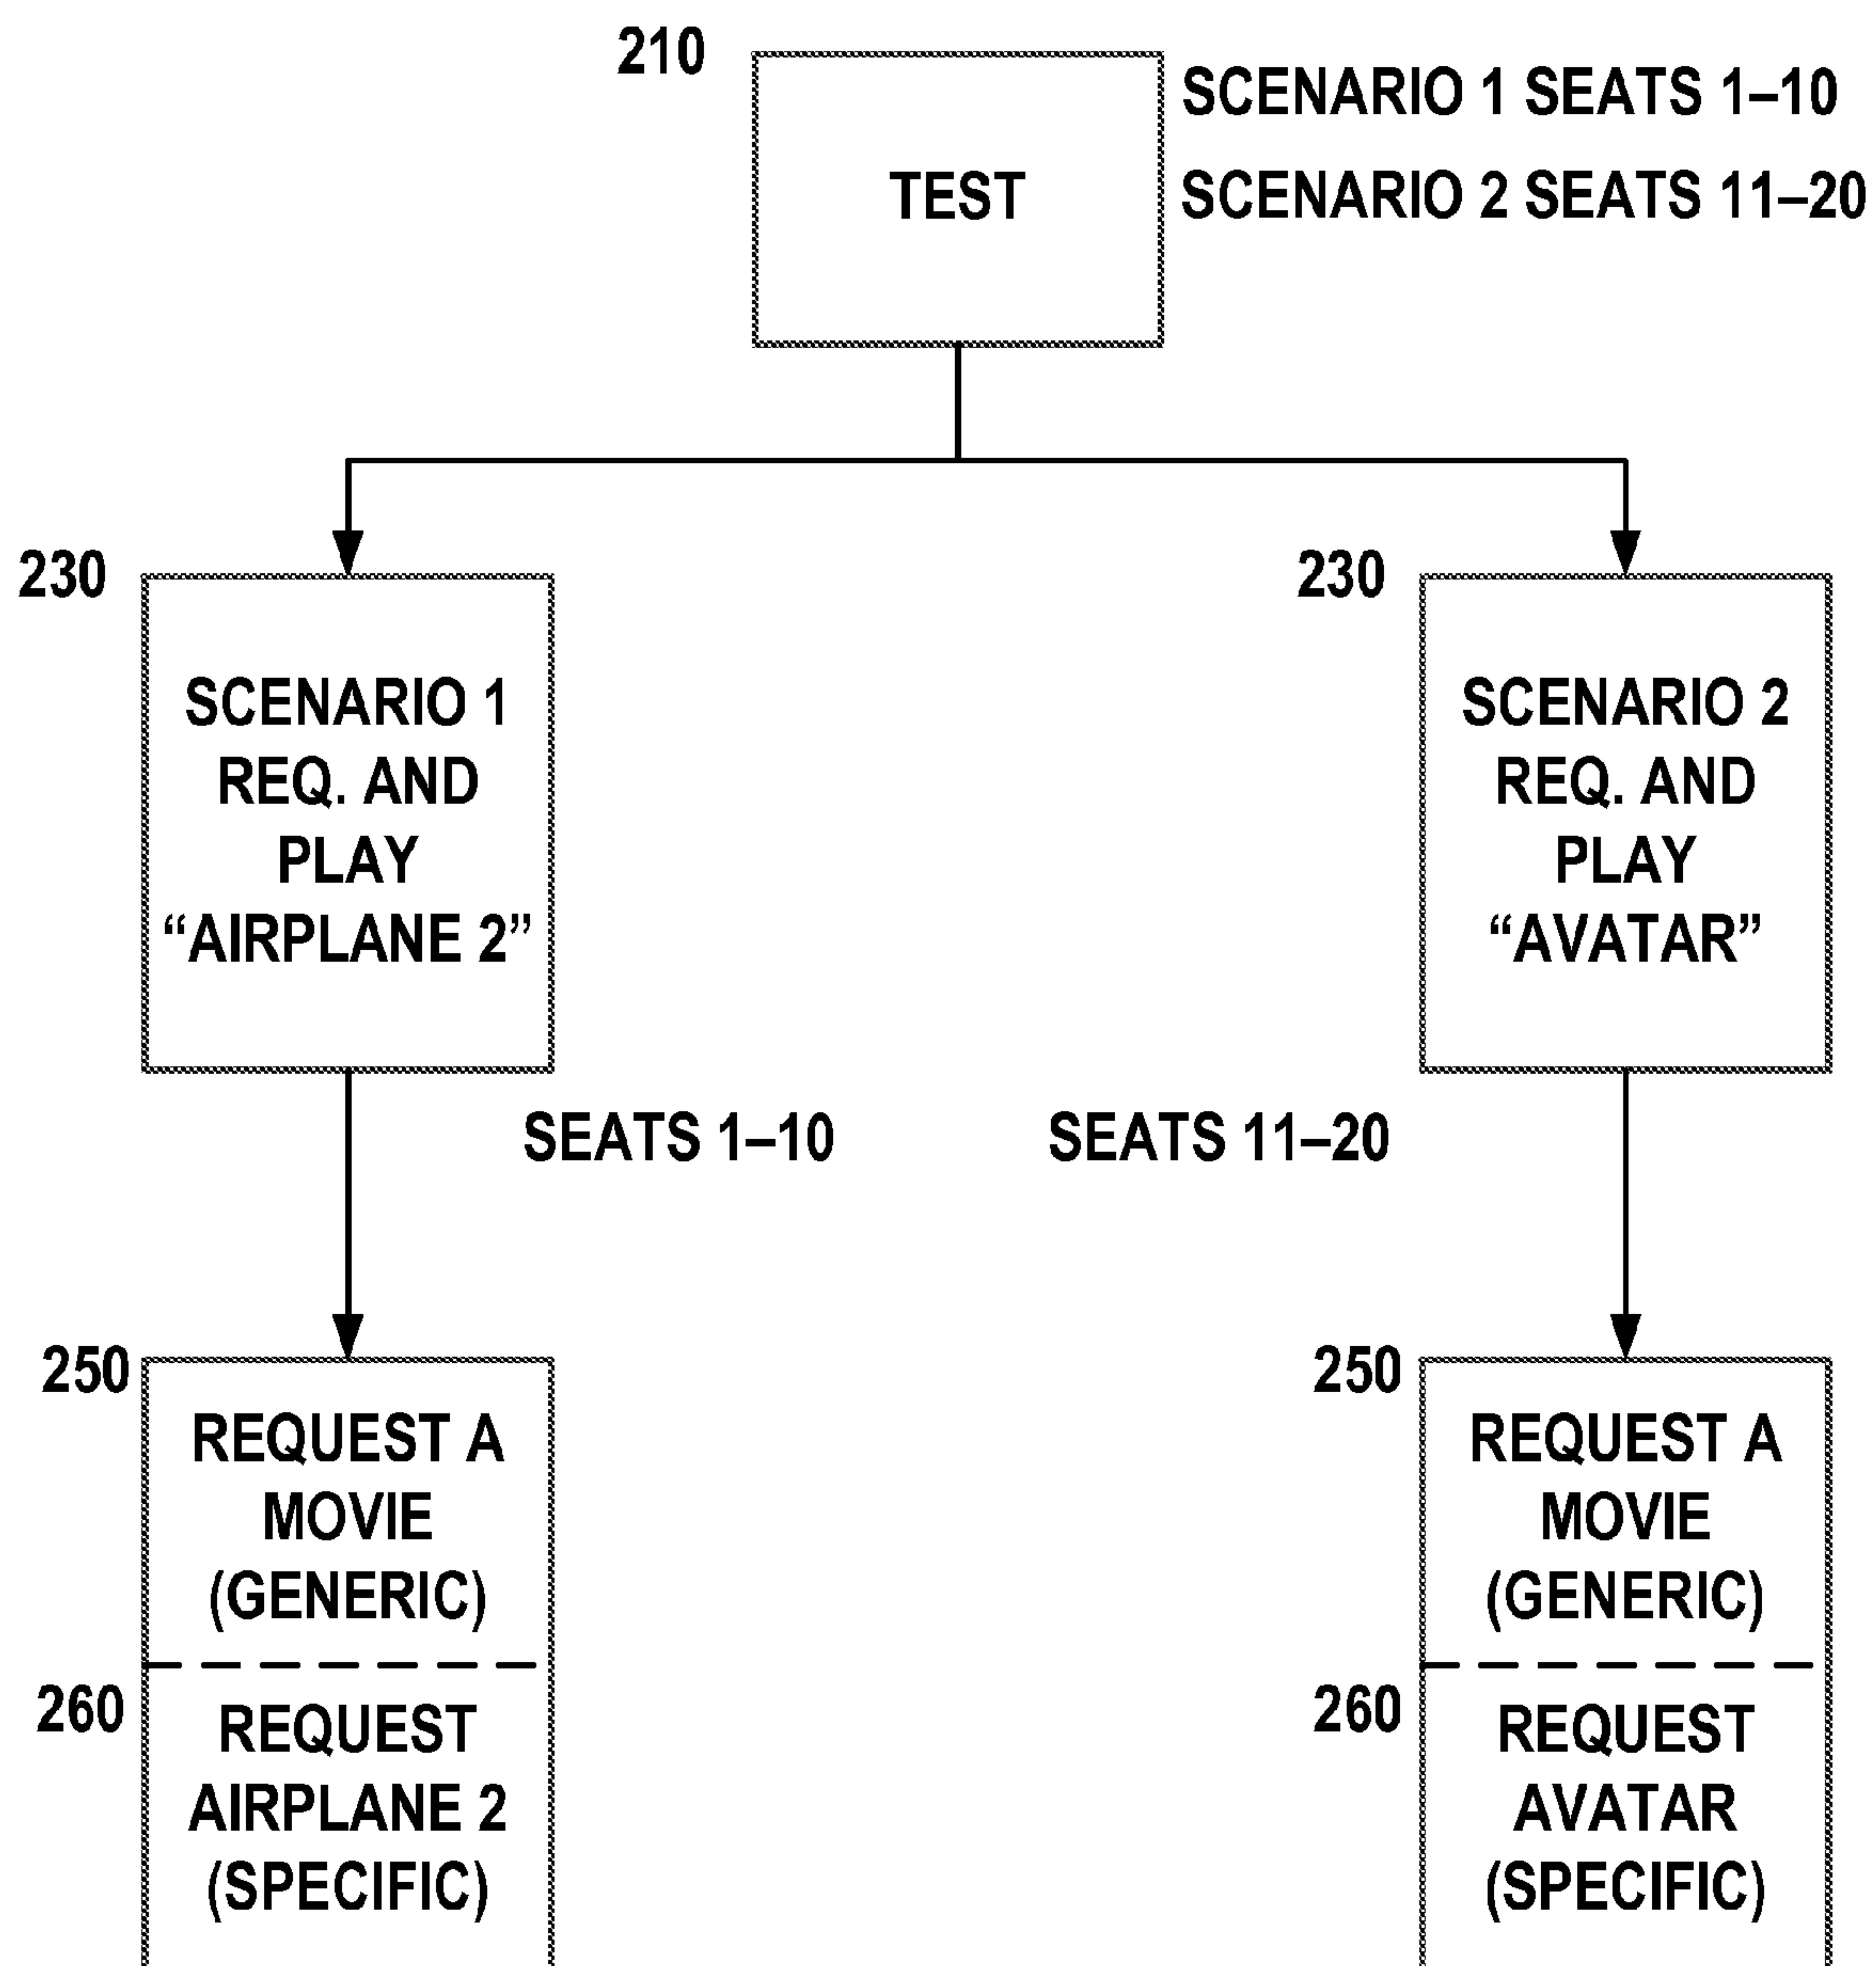 210
SCENARIO 1 SEATS 1–10
TEST
SCENARIO 2 SEATS 11–20
230
SCENARIO 1
REQ. AND
PLAY
“AIRPLANE 2”
230
SCENARIO 2
REQ. AND
PLAY
“AVATAR”
SEATS 1–10
SEATS 11–20
250
REQUEST A
MOVIE
(GENERIC)
260
REQUEST
AIRPLANE 2
(SPECIFIC)
250
REQUEST A
MOVIE
(GENERIC)
260
REQUEST
AVATAR
(SPECIFIC)